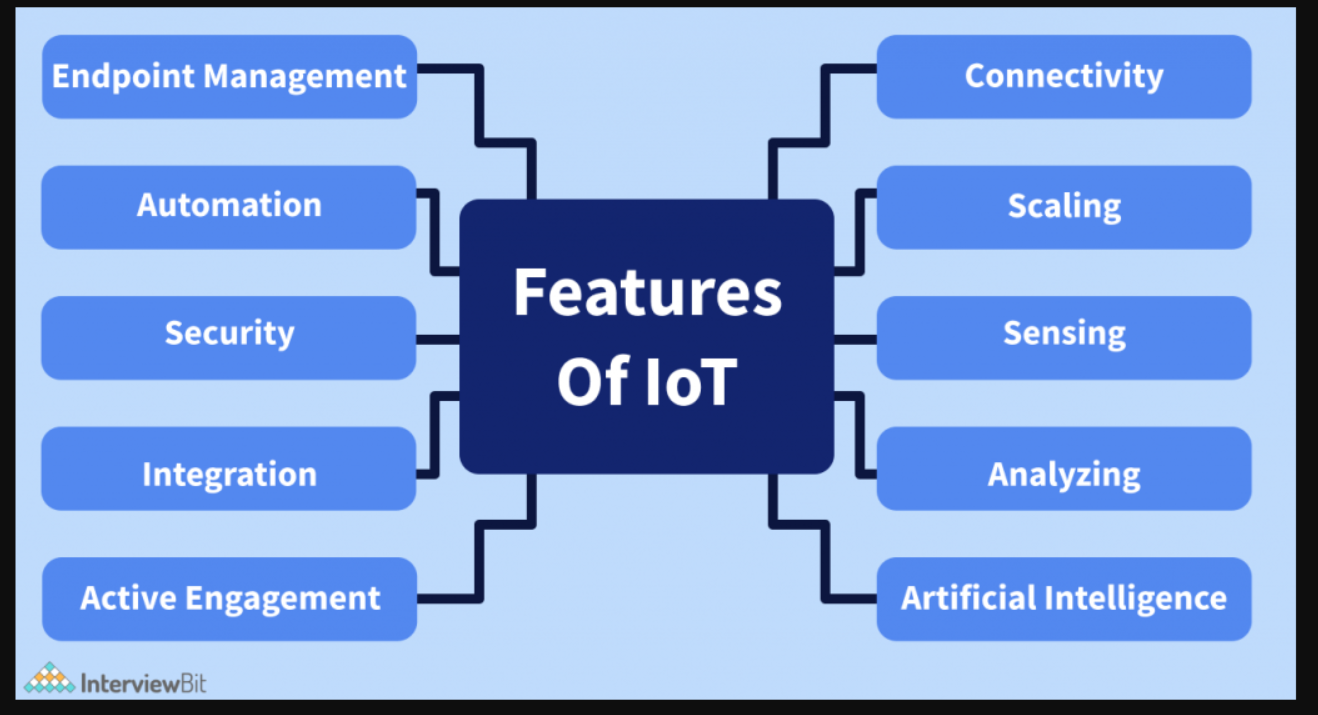 Endpoint Management
Automation
Security
Integration
Active Engagement
Features
Of IoT
Connectivity
Scaling
Sensing
Analyzing
Artificial Intelligence
InterviewBit